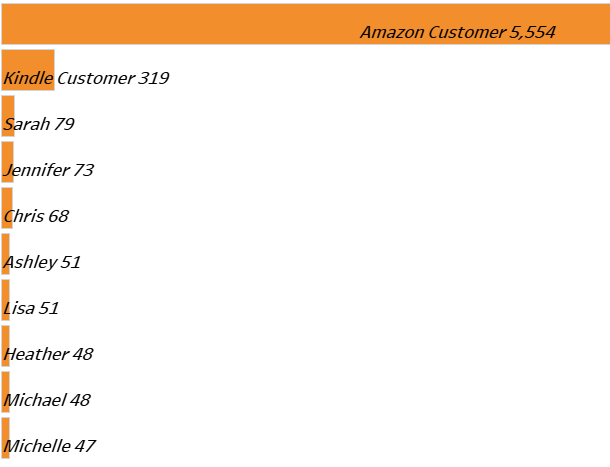 Amazon Customer 5,554
Kindle Customer 319
Sarah 79
Jennifer 73
Chris 68
Ashley 51
Lisa 51
Heather 48
Michael 48
Michelle 47